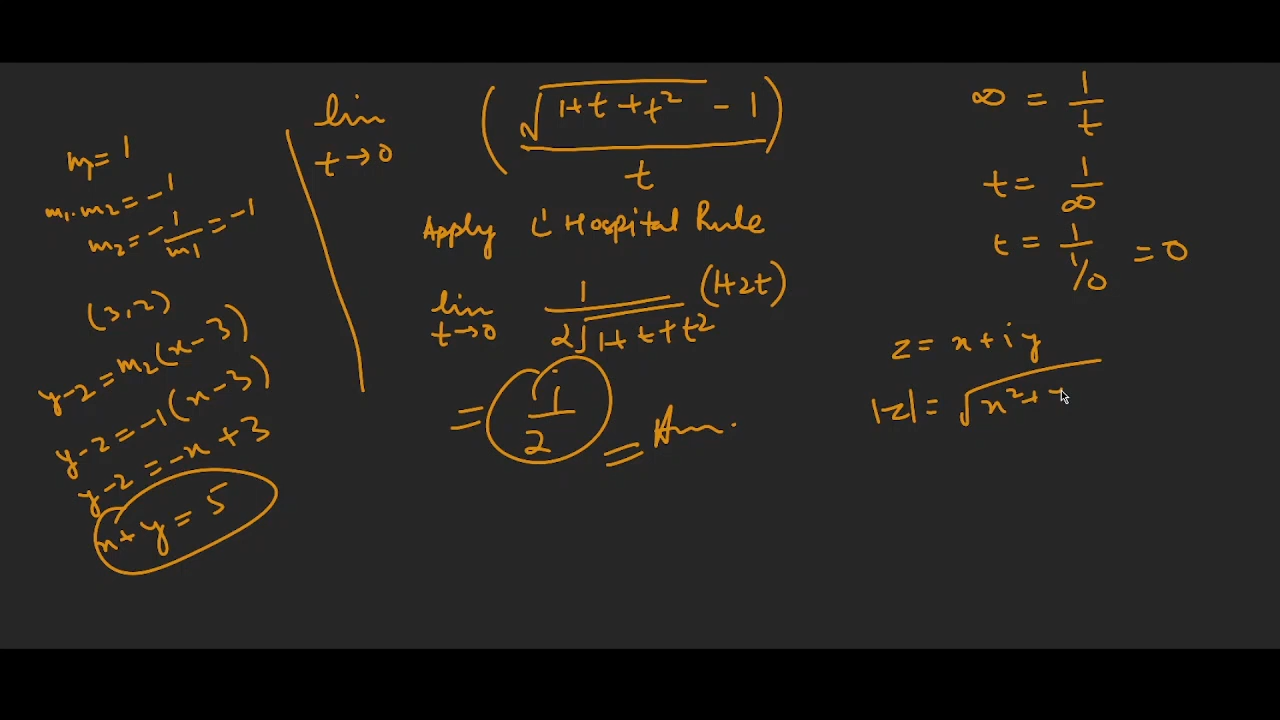 m₁ = 1
m₁.m₂ = -1
m₂ = -1/m1 = -1
(3,2)
y-2 = m₂(x-3)
y-2 = -1(x-3)
y-2 = -x+3
x+y = 5
lim t→0 ( (√(1+t+t²) - 1) / t )
Apply L' Hospital Rule
lim t→0 1/(2√(1+t+t²)) (1+2t)
= 1/2 = Ans.
∞ = 1/t
t = 1/∞
t = 1/(1/0) = 0
z = x+iy
|z| = √(x²+